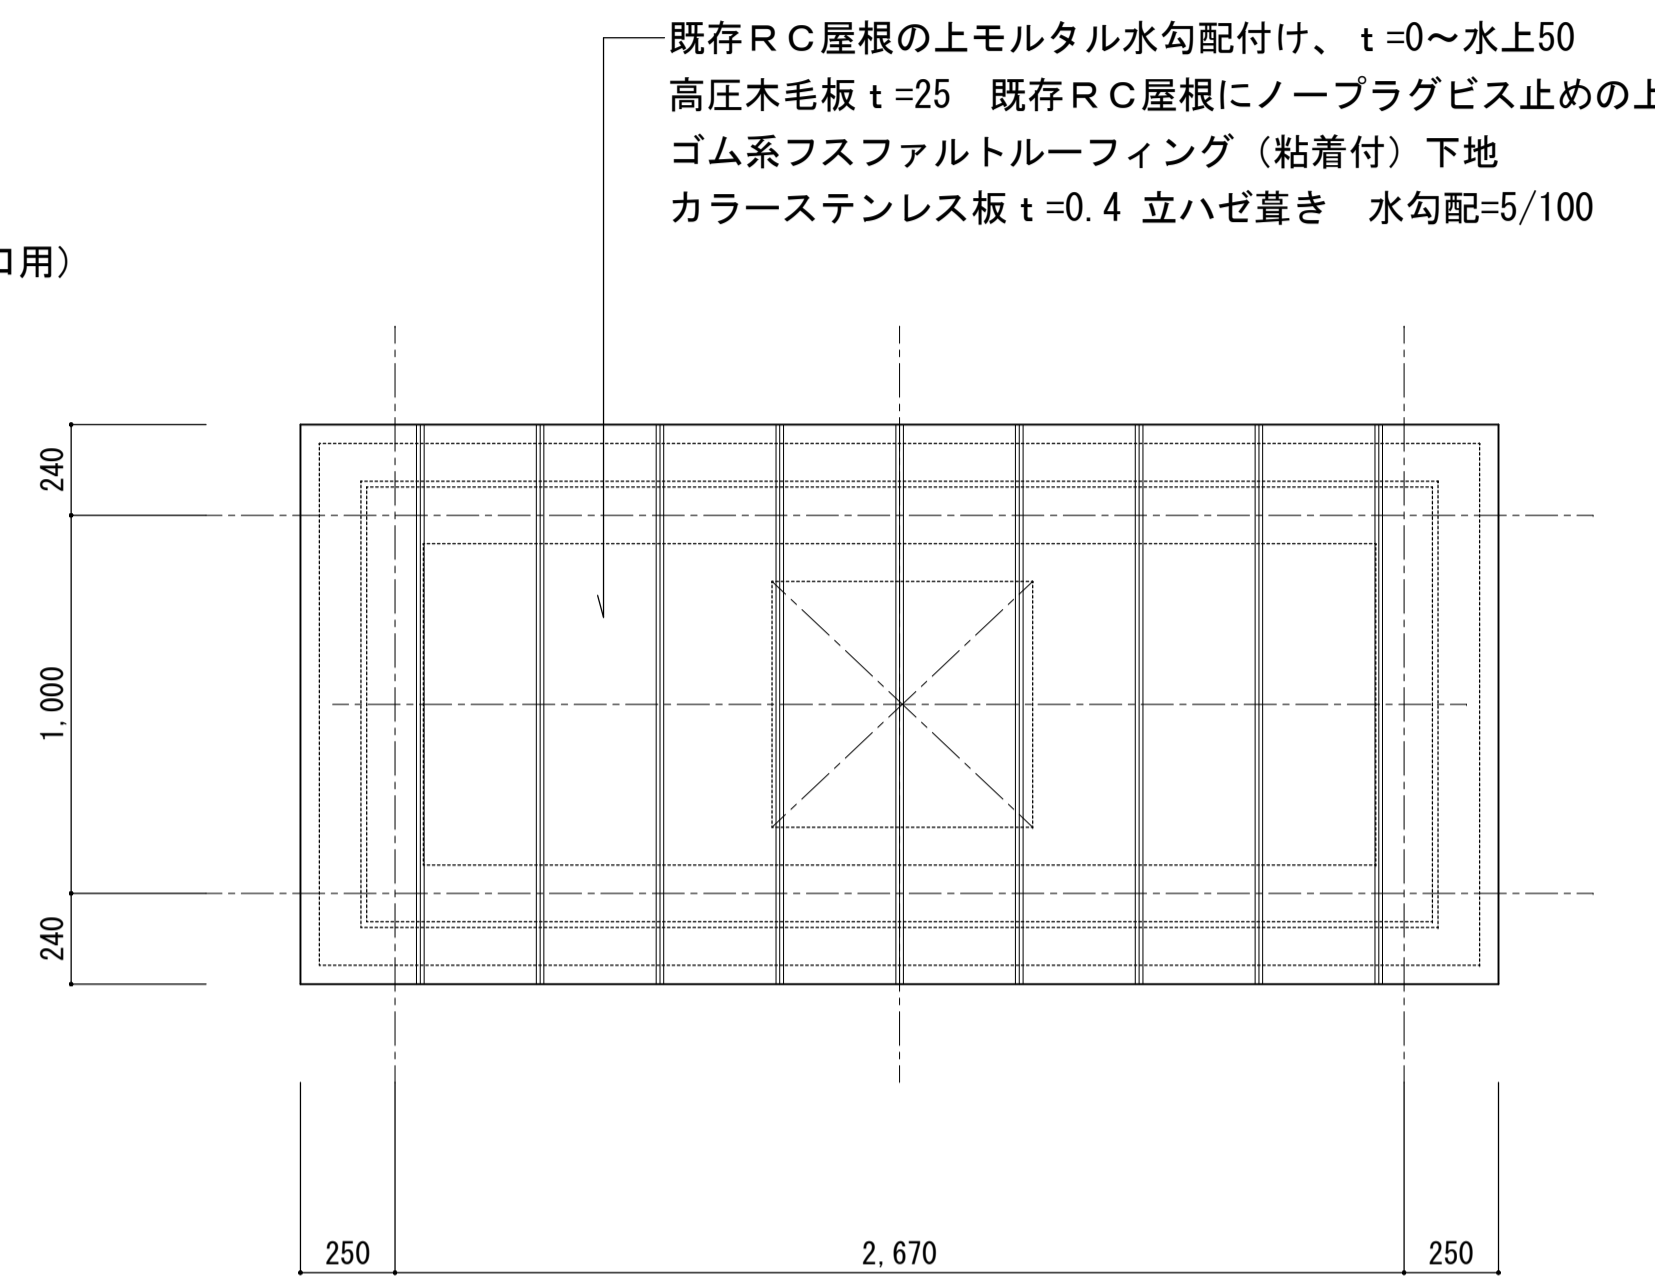 既存ＲＣ屋根の上モルタル水勾配付け、ｔ=0～水上50
高圧木毛板ｔ=25　既存ＲＣ屋根にノープラグビス止めの上
ゴム系フスファルトルーフィング（粘着付）下地
カラーステンレス板ｔ=0.4 立ハゼ葺き　水勾配=5/100
ロ用）
240
1,000
240
250
2,670
250